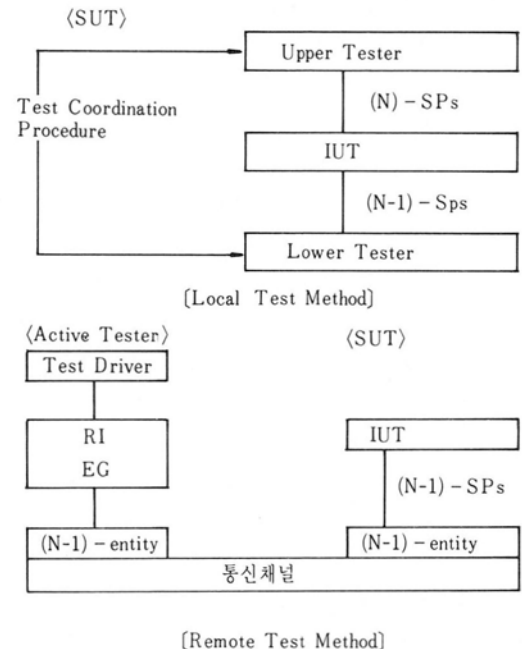 〈SUT〉
Upper Tester
Test Coordination
Procedure
(N) - SPs
IUT
(N-1) - Sps
Lower Tester
[Local Test Method]
〈Active Tester〉
〈SUT〉
Test Driver
RI
EG
IUT
(N-1) - SPs
(N-1) - entity
(N-1) - entity
통신채널
[Remote Test Method]